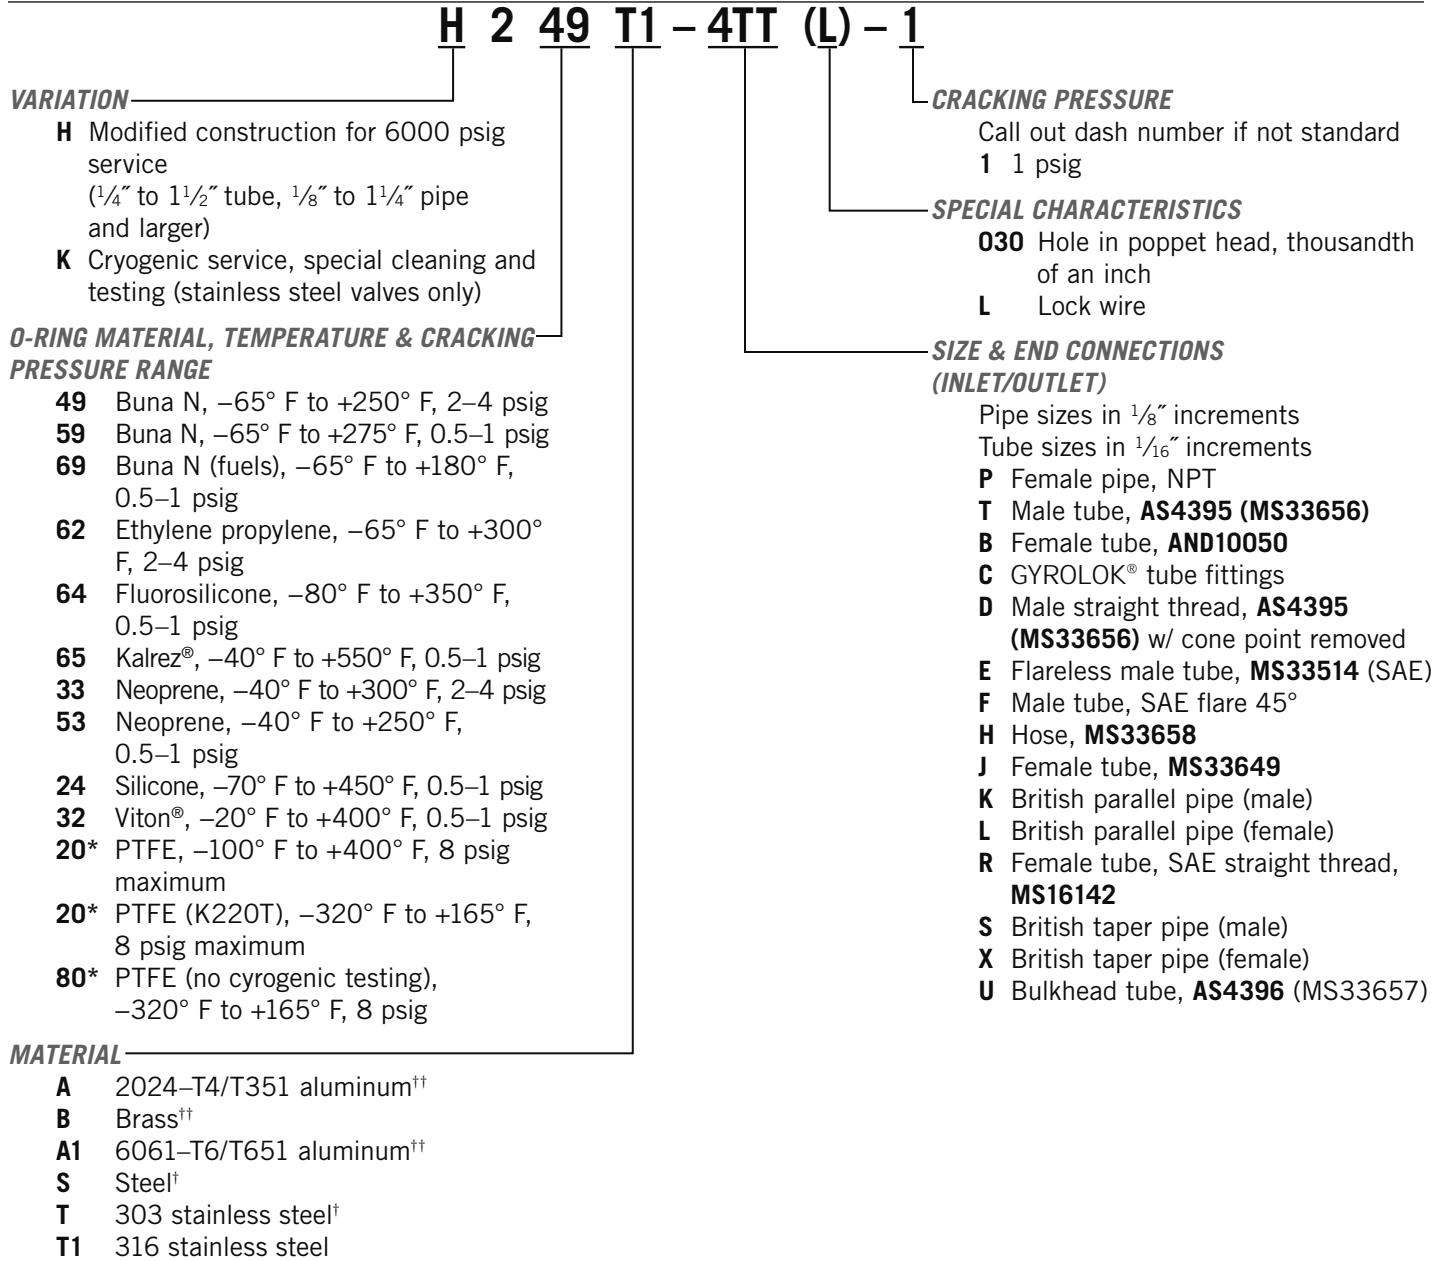 H 2 49 T1 – 4TT (L) – 1
VARIATION
H Modified construction for 6000 psig
service
(1⁄4˝ to 11⁄2˝ tube, 1⁄8˝ to 11⁄4˝ pipe
and larger)
K Cryogenic service, special cleaning and
testing (stainless steel valves only)
O-RING MATERIAL, TEMPERATURE & CRACKING
PRESSURE RANGE
49 Buna N, –65° F to +250° F, 2–4 psig
59 Buna N, –65° F to +275° F, 0.5–1 psig
69 Buna N (fuels), –65° F to +180° F,
0.5–1 psig
62 Ethylene propylene, –65° F to +300°
F, 2–4 psig
64 Fluorosilicone, –80° F to +350° F,
0.5–1 psig
65 Kalrez®, –40° F to +550° F, 0.5–1 psig
33 Neoprene, –40° F to +300° F, 2–4 psig
53 Neoprene, –40° F to +250° F,
0.5–1 psig
24 Silicone, –70° F to +450° F, 0.5–1 psig
32 Viton®, –20° F to +400° F, 0.5–1 psig
20* PTFE, –100° F to +400° F, 8 psig
maximum
20* PTFE (K220T), –320° F to +165° F,
8 psig maximum
80* PTFE (no cyrogenic testing),
–320° F to +165° F, 8 psig
MATERIAL
A 2024–T4/T351 aluminum††
B Brass††
A1 6061–T6/T651 aluminum††
S Steel†
T 303 stainless steel†
T1 316 stainless steel
CRACKING PRESSURE
Call out dash number if not standard
1 1 psig
SPECIAL CHARACTERISTICS
030 Hole in poppet head, thousandth
of an inch
L Lock wire
SIZE & END CONNECTIONS
(INLET/OUTLET)
Pipe sizes in 1⁄8˝ increments
Tube sizes in 1⁄16˝ increments
P Female pipe, NPT
T Male tube, AS4395 (MS33656)
B Female tube, AND10050
C GYROLOK® tube fittings
D Male straight thread, AS4395
(MS33656) w/ cone point removed
E Flareless male tube, MS33514 (SAE)
F Male tube, SAE flare 45°
H Hose, MS33658
J Female tube, MS33649
K British parallel pipe (male)
L British parallel pipe (female)
R Female tube, SAE straight thread,
MS16142
S British taper pipe (male)
X British taper pipe (female)
U Bulkhead tube, AS4396 (MS33657)